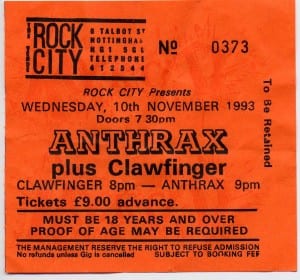 ROCK CITY
8 TALBOT ST
NOTTINGHAM
NG1 5GG
TELEPHONE
412544
No 0373
ROCK CITY Presents
WEDNESDAY, 10th NOVEMBER 1993
Doors 7 30pm
ANTHRAX
plus Clawfinger
CLAWFINGER 8pm — ANTHRAX 9pm
Tickets £9.00 advance.
MUST BE 18 YEARS AND OVER
PROOF OF AGE MAY BE REQUIRED
THE MANAGEMENT RESERVE THE RIGHT TO REFUSE ADMISSION
No refunds unless Gig is cancelled SUBJECT TO BOOKING FEE
To Be Retained